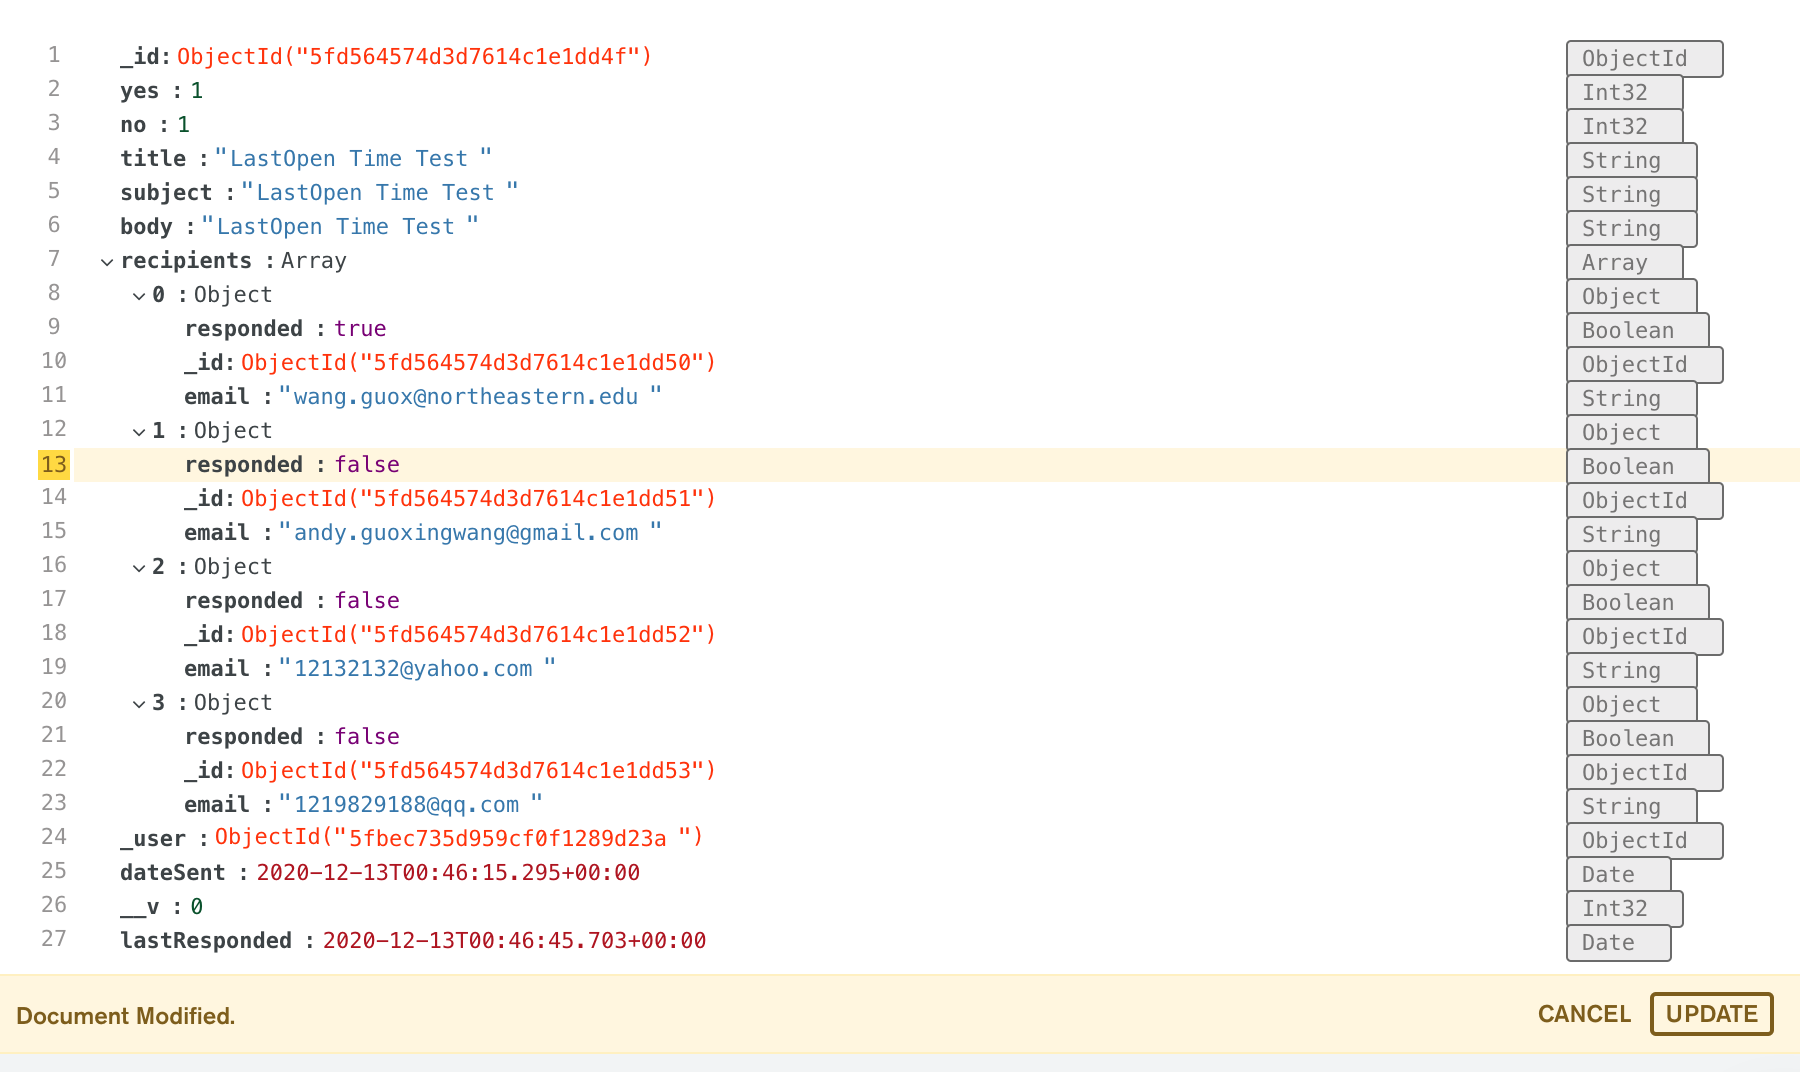 1 _id: ObjectId("5fd564574d3d7614c1e1dd4f") ObjectId
2 yes : 1 Int32
3 no : 1 Int32
4 title : "LastOpen Time Test " String
5 subject : "LastOpen Time Test " String
6 body : "LastOpen Time Test " String
7 recipients : Array Array
8 0 : Object Object
9 responded : true Boolean
10 _id: ObjectId("5fd564574d3d7614c1e1dd50") ObjectId
11 email : "wang.guox@northeastern.edu " String
12 1 : Object Object
13 responded : false Boolean
14 _id: ObjectId("5fd564574d3d7614c1e1dd51") ObjectId
15 email : "andy.guoxingwang@gmail.com " String
16 2 : Object Object
17 responded : false Boolean
18 _id: ObjectId("5fd564574d3d7614c1e1dd52") ObjectId
19 email : "12132132@yahoo.com " String
20 3 : Object Object
21 responded : false Boolean
22 _id: ObjectId("5fd564574d3d7614c1e1dd53") ObjectId
23 email : "1219829188@qq.com " String
24 _user : ObjectId("5fbec735d959cf0f1289d23a ") ObjectId
25 dateSent : 2020-12-13T00:46:15.295+00:00 Date
26 __v : 0 Int32
27 lastResponded : 2020-12-13T00:46:45.703+00:00 Date
Document Modified. CANCEL UPDATE